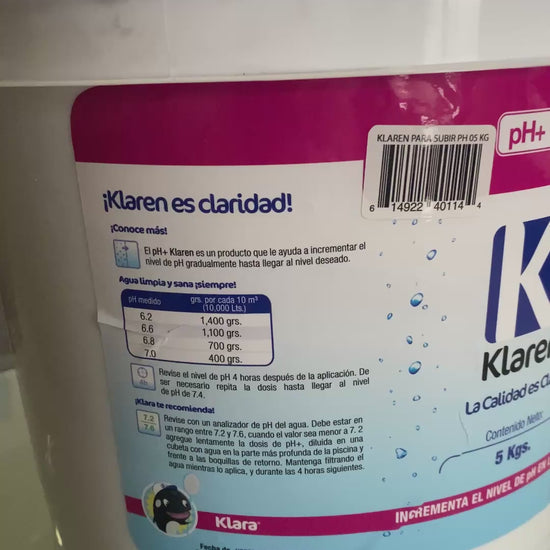 KLAREN PARA SUBIR PH 05 KG
pH+
6 14922 40114 4
¡Klaren es claridad!
¡Conoce más!
El pH+ Klaren es un producto que le ayuda a incrementar el
nivel de pH gradualmente hasta llegar al nivel deseado.
Agua limpia y sana ¡siempre!
pH medido grs. por cada 10 m³
(10,000 Lts.)
6.2 1,400 grs.
6.6 1,100 grs.
6.8 700 grs.
7.0 400 grs.
4h
Revise el nivel de pH 4 horas después de la aplicación. De
ser necesario repita la dosis hasta llegar al nivel
de pH de 7.4.
¡Klara te recomienda!
7.2
7.6
Revise con un analizador de pH del agua. Debe estar en
un rango entre 7.2 y 7.6, cuando el valor sea menor a 7. 2
agregue lentamente la dosis de pH+, diluida en una
cubeta con agua en la parte más profunda de la piscina y
frente a las boquillas de retorno. Mantenga filtrando el
agua mientras lo aplica, y durante las 4 horas siguientes.
Klara
K
Klaren
La Calidad es Cla
Contenido Neto:
5 Kgs.
INCREMENTA EL NIVEL DE pH EN